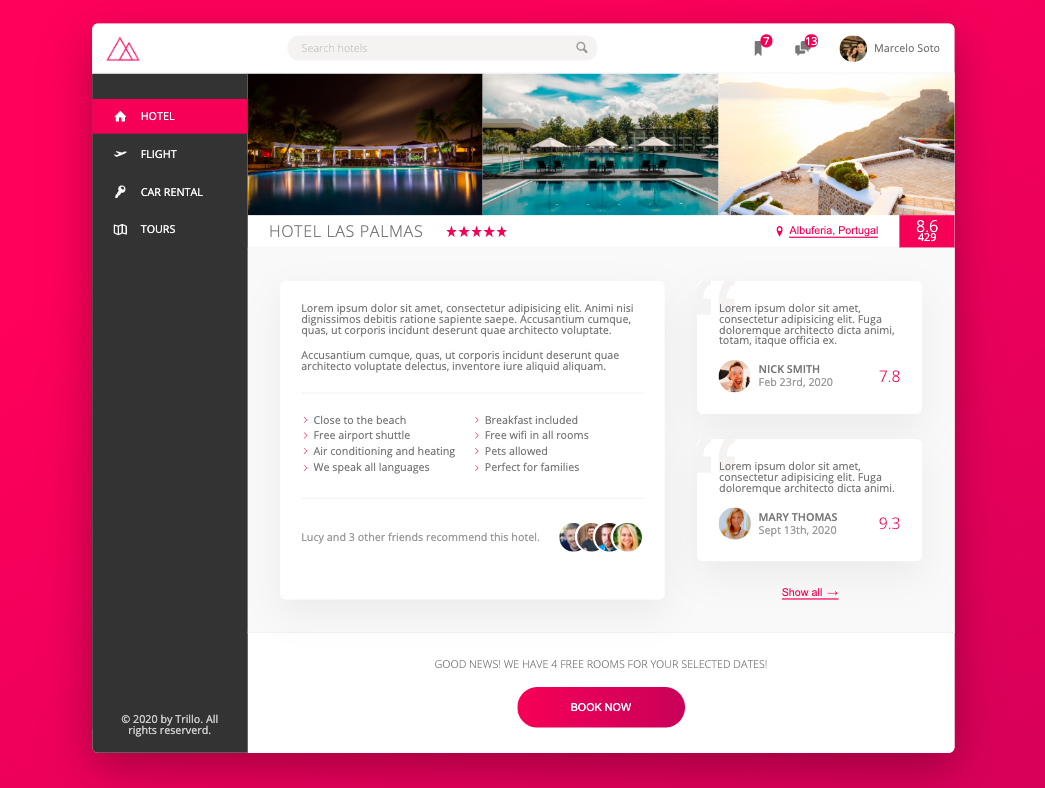 Search hotels
7
13
Marcelo Soto
HOTEL
FLIGHT
CAR RENTAL
TOURS
© 2020 by Trillo. All
rights reserverd.
HOTEL LAS PALMAS
Albuferia, Portugal
8.6
429
Lorem ipsum dolor sit amet, consectetur adipisicing elit. Animi nisi
dignissimos debitis ratione sapiente saepe. Accusantium cumque,
quas, ut corporis incidunt deserunt quae architecto voluptate.
Accusantium cumque, quas, ut corporis incidunt deserunt quae
architecto voluptate delectus, inventore iure aliquid aliquam.
Close to the beach
Free airport shuttle
Air conditioning and heating
We speak all languages
Breakfast included
Free wifi in all rooms
Pets allowed
Perfect for families
Lucy and 3 other friends recommend this hotel.
“
Lorem ipsum dolor sit amet,
consectetur adipisicing elit. Fuga
doloremque architecto dicta animi,
totam, itaque officia ex.
NICK SMITH
Feb 23rd, 2020
7.8
“
Lorem ipsum dolor sit amet,
consectetur adipisicing elit. Fuga
doloremque architecto dicta animi.
MARY THOMAS
Sept 13th, 2020
9.3
Show all →
GOOD NEWS! WE HAVE 4 FREE ROOMS FOR YOUR SELECTED DATES!
BOOK NOW